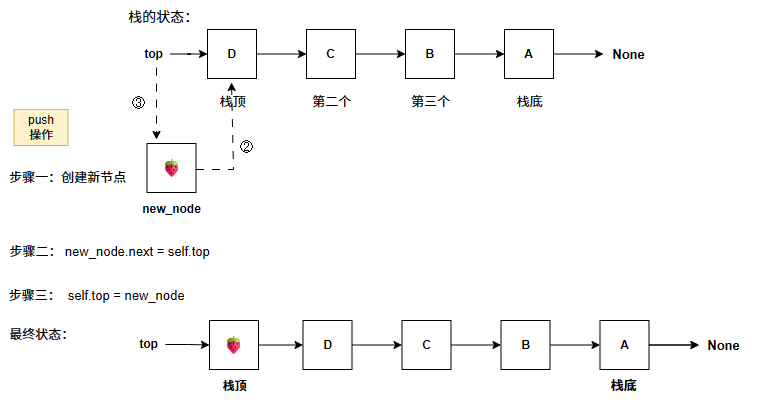 栈的状态：
top
D
C
B
A
None
栈顶
第二个
第三个
栈底
③
②
push
操作
步骤一：创建新节点
new_node
步骤二： new_node.next = self.top
步骤三： self.top = new_node
最终状态：
top
D
C
B
A
None
栈顶
栈底